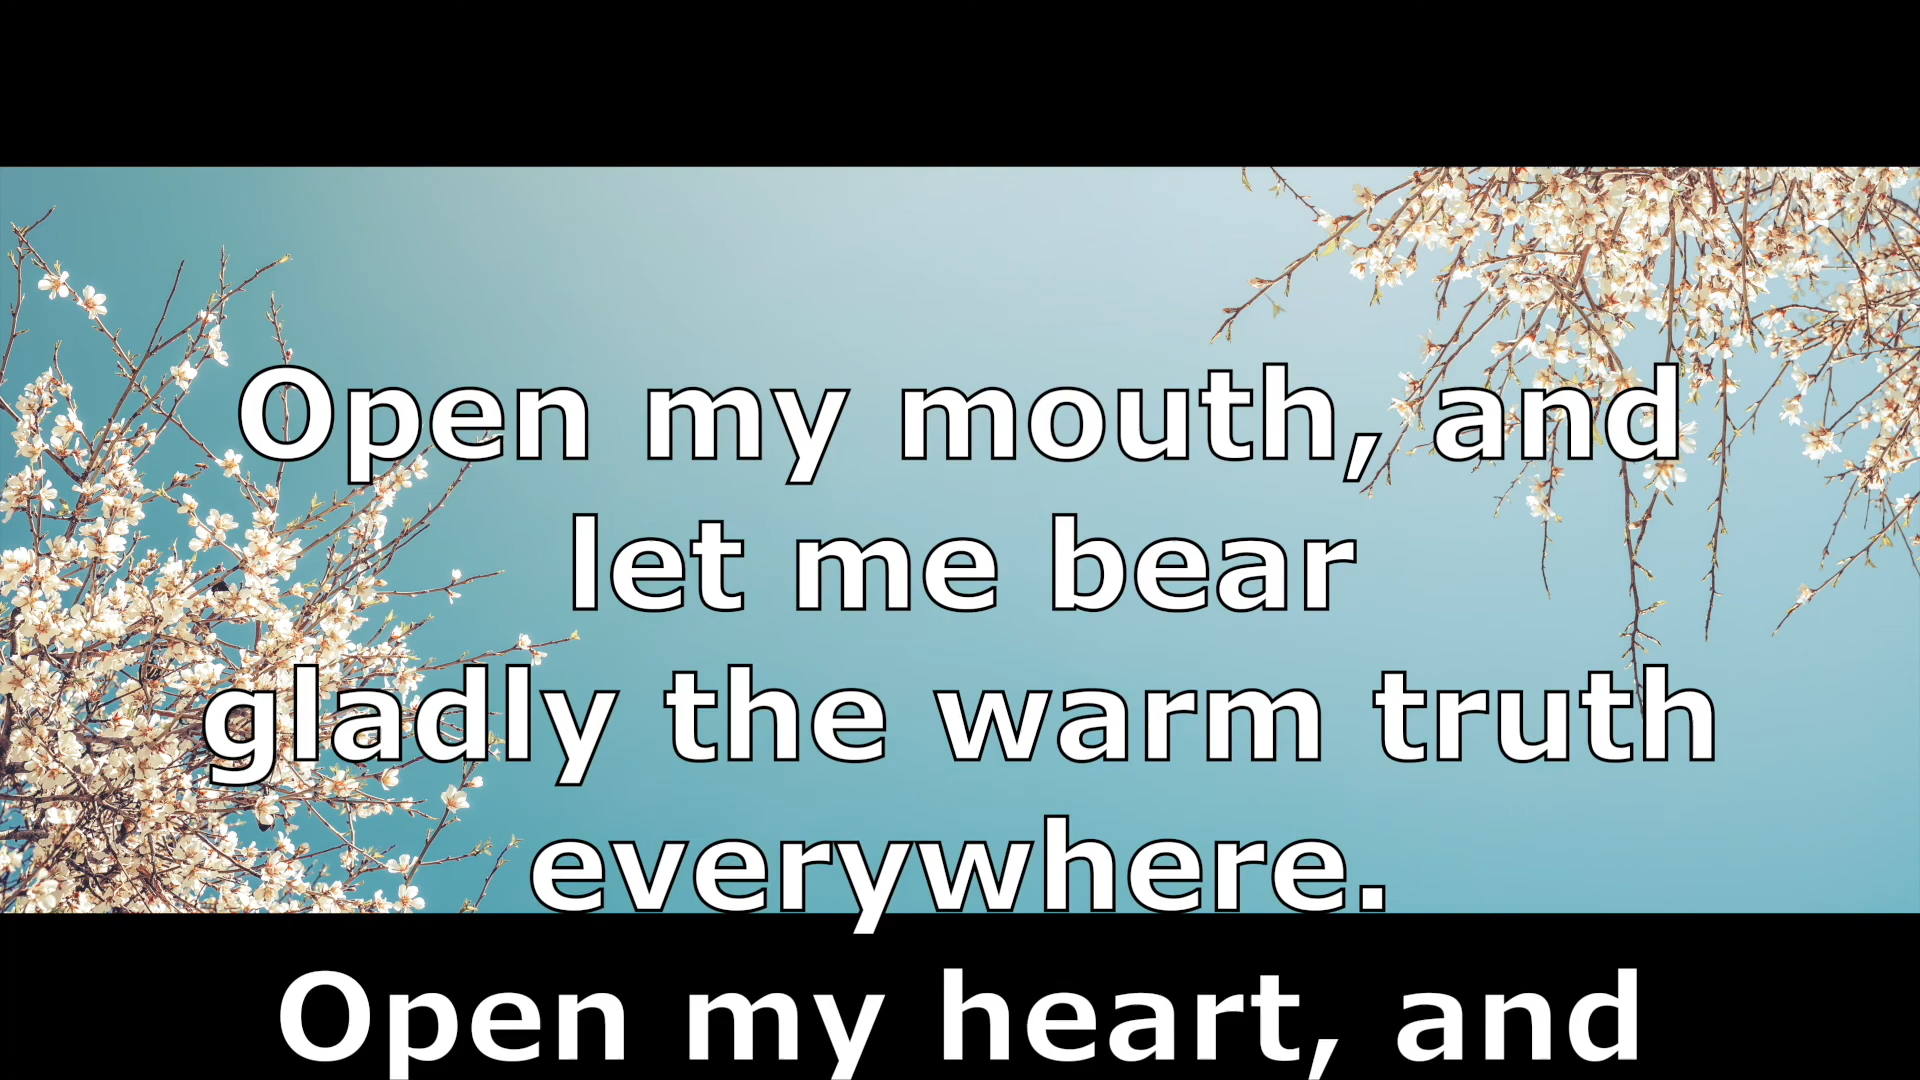 Open my mouth, and
let me bear
gladly the warm truth
everywhere.
Open my heart, and